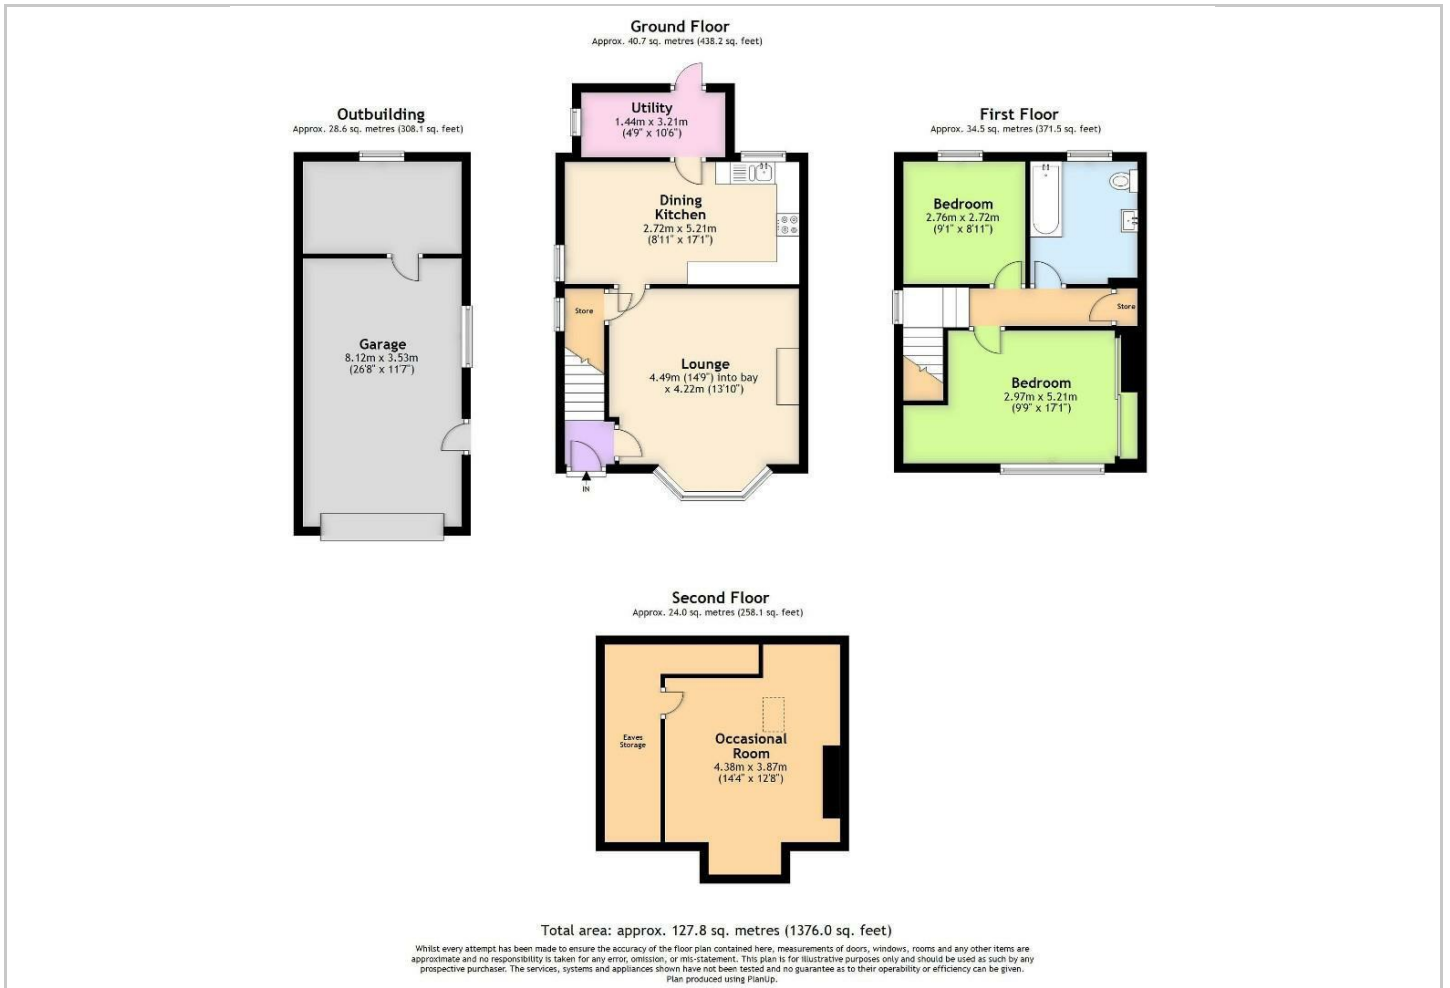 Ground Floor
Approx. 40.7 sq. metres (438.2 sq. feet)
Utility
1.44m x 3.21m
(4'9" x 10'6")
Dining
Kitchen
2.72m x 5.21m
(8'11" x 17'1")
Store
Lounge
4.49m (14'9") into bay
x 4.22m (13'10")
IN
Outbuilding
Approx. 28.6 sq. metres (308.1 sq. feet)
Garage
8.12m x 3.53m
(26'8" x 11'7")
First Floor
Approx. 34.5 sq. metres (371.5 sq. feet)
Bedroom
2.76m x 2.72m
(9'1" x 8'11")
Store
Bedroom
2.97m x 5.21m
(9'9" x 17'1")
Second Floor
Approx. 24.0 sq. metres (258.1 sq. feet)
Eaves
Storage
Occasional
Room
4.38m x 3.87m
(14'4" x 12'8")
Total area: approx. 127.8 sq. metres (1376.0 sq. feet)
Whilst every attempt has been made to ensure the accuracy of the floor plan contained here, measurements of doors, windows, rooms and any other items are
approximate and no responsibility is taken for any error, omission, or mis-statement. This plan is for illustrative purposes only and should be used as such by any
prospective purchaser. The services, systems and appliances shown have not been tested and no guarantee as to their operability or efficiency can be given.
Plan produced using PlanUp.